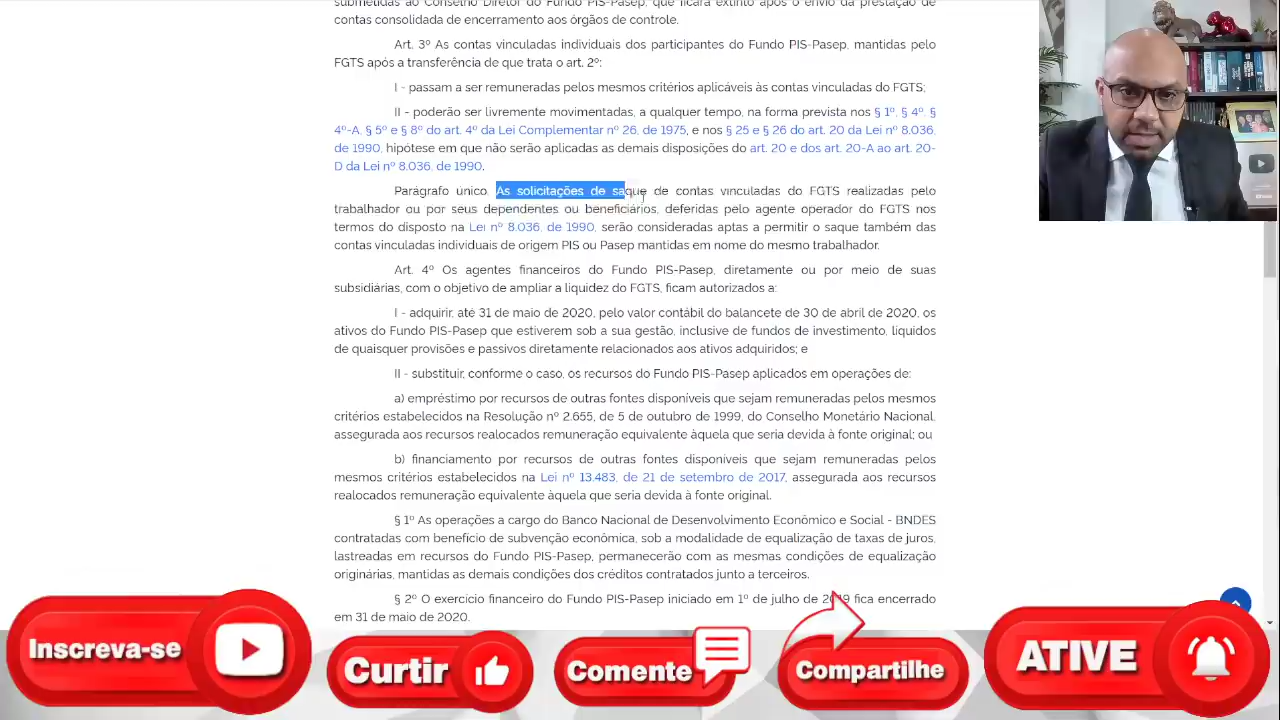 submetidas ao Conselho Diretor do Fundo PIS-Pasep, que ficará extinto após o envio da prestação de
contas consolidada de encerramento aos órgãos de controle.
Art. 3º As contas vinculadas individuais dos participantes do Fundo PIS-Pasep, mantidas pelo
FGTS após a transferência de que trata o art. 2º:
I - passam a ser remuneradas pelos mesmos critérios aplicáveis às contas vinculadas do FGTS;
II - poderão ser livremente movimentadas, a qualquer tempo, na forma prevista nos § 1º, § 4º, §
4º-A, § 5º e § 8º do art. 4º da Lei Complementar nº 26, de 1975, e nos § 25 e § 26 do art. 20 da Lei nº 8.036,
de 1990, hipótese em que não serão aplicadas as demais disposições do art. 20 e dos art. 20-A ao art. 20-
D da Lei nº 8.036, de 1990.
Parágrafo único. As solicitações de saque de contas vinculadas do FGTS realizadas pelo
trabalhador ou por seus dependentes ou beneficiários, deferidas pelo agente operador do FGTS nos
termos do disposto na Lei nº 8.036, de 1990, serão consideradas aptas a permitir o saque também das
contas vinculadas individuais de origem PIS ou Pasep mantidas em nome do mesmo trabalhador.
Art. 4º Os agentes financeiros do Fundo PIS-Pasep, diretamente ou por meio de suas
subsidiárias, com o objetivo de ampliar a liquidez do FGTS, ficam autorizados a:
I - adquirir, até 31 de maio de 2020, pelo valor contábil do balancete de 30 de abril de 2020, os
ativos do Fundo PIS-Pasep que estiverem sob a sua gestão, inclusive de fundos de investimento, líquidos
de quaisquer provisões e passivos diretamente relacionados aos ativos adquiridos; e
II - substituir, conforme o caso, os recursos do Fundo PIS-Pasep aplicados em operações de:
a) empréstimo por recursos de outras fontes disponíveis que sejam remuneradas pelos mesmos
critérios estabelecidos na Resolução nº 2.655, de 5 de outubro de 1999, do Conselho Monetário Nacional,
assegurada aos recursos realocados remuneração equivalente àquela que seria devida à fonte original; ou
b) financiamento por recursos de outras fontes disponíveis que sejam remuneradas pelos
mesmos critérios estabelecidos na Lei nº 13.483, de 21 de setembro de 2017, assegurada aos recursos
realocados remuneração equivalente àquela que seria devida à fonte original.
§ 1º As operações a cargo do Banco Nacional de Desenvolvimento Econômico e Social - BNDES
contratadas com benefício de subvenção econômica, sob a modalidade de equalização de taxas de juros,
lastreadas em recursos do Fundo PIS-Pasep, permanecerão com as mesmas condições de equalização
originárias, mantidas as demais condições dos créditos contratados junto a terceiros.
§ 2º O exercício financeiro do Fundo PIS-Pasep iniciado em 1º de julho de 2019 fica encerrado
em 31 de maio de 2020.
Inscreva-se
Curtir
Comente
Compartilhe
ATIVE